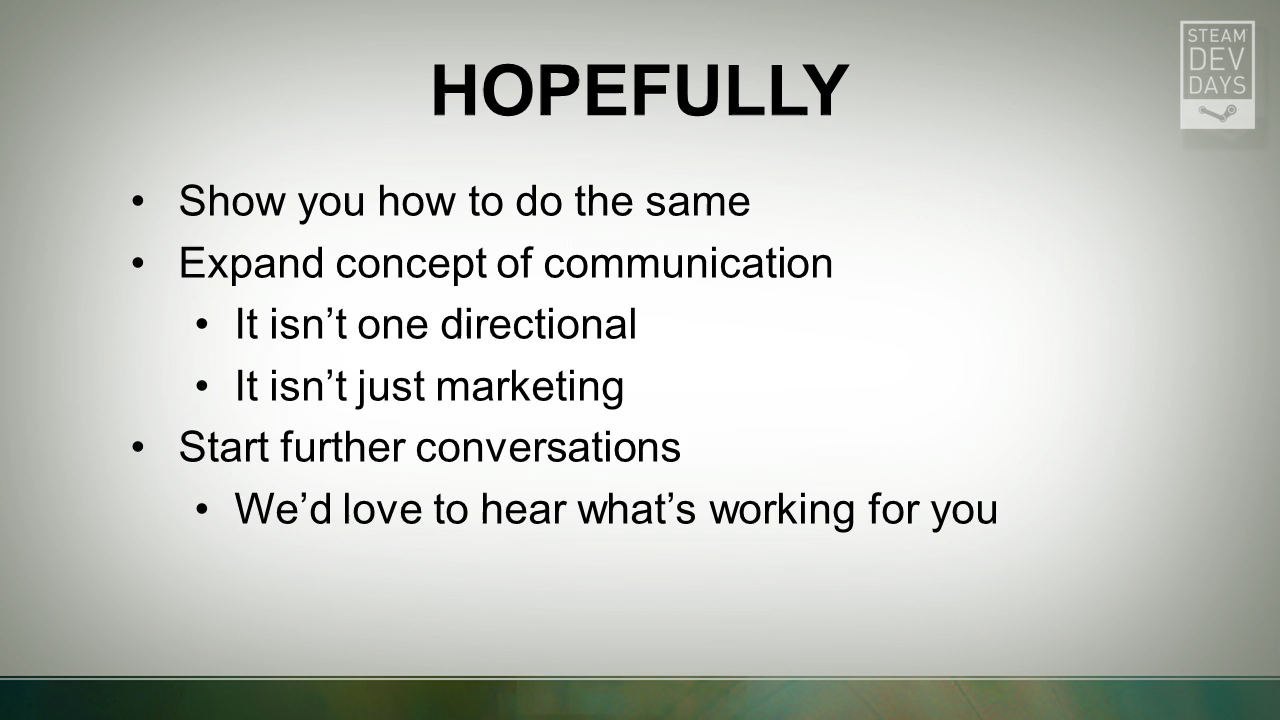 STEAM
DEV
DAYS
HOPEFULLY
• Show you how to do the same
• Expand concept of communication
• It isn’t one directional
• It isn’t just marketing
• Start further conversations
• We’d love to hear what’s working for you